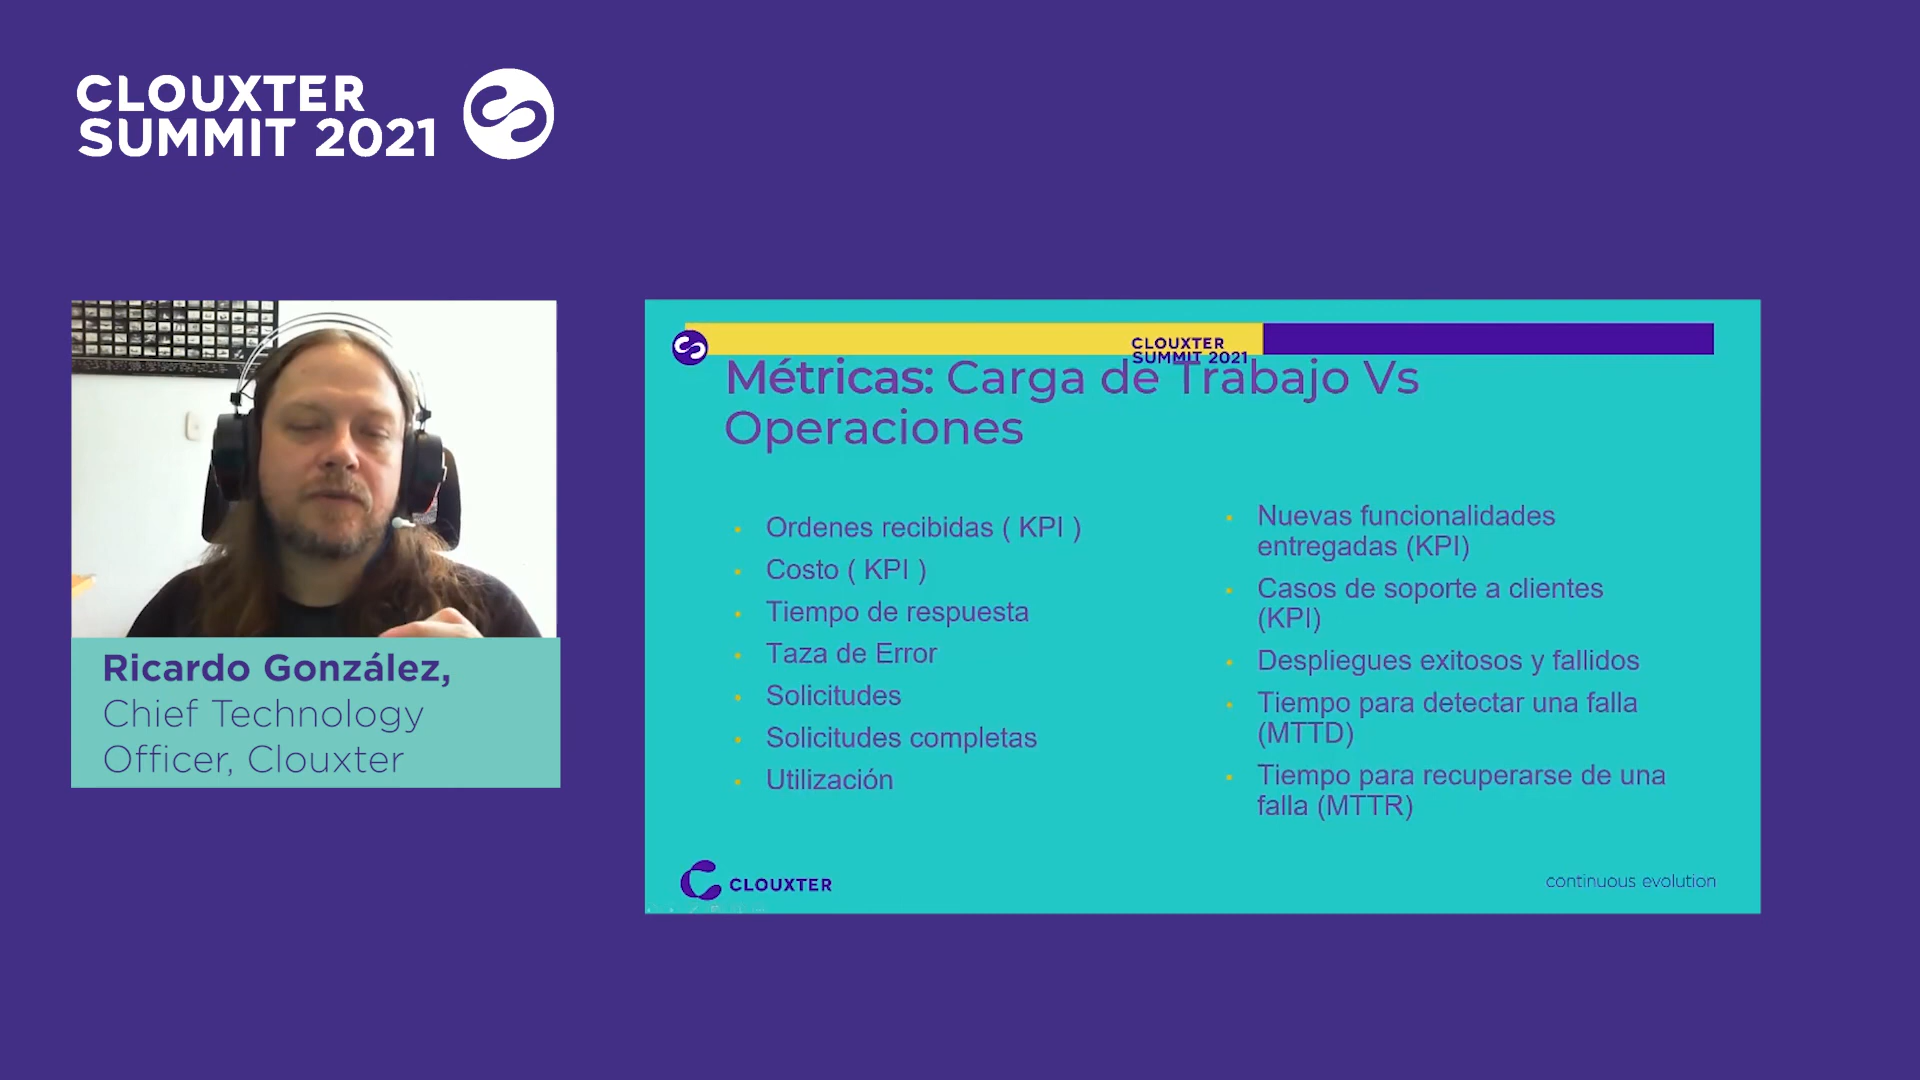 CLOUXTER
SUMMIT 2021
Ricardo González,
Chief Technology
Officer, Clouxter
CLOUXTER
SUMMIT 2021
Métricas: Carga de Trabajo Vs
Operaciones
Ordenes recibidas ( KPI )
Costo ( KPI )
Tiempo de respuesta
Taza de Error
Solicitudes
Solicitudes completas
Utilización
Nuevas funcionalidades
entregadas (KPI)
Casos de soporte a clientes
(KPI)
Despliegues exitosos y fallidos
Tiempo para detectar una falla
(MTTD)
Tiempo para recuperarse de una
falla (MTTR)
CLOUXTER
continuous evolution